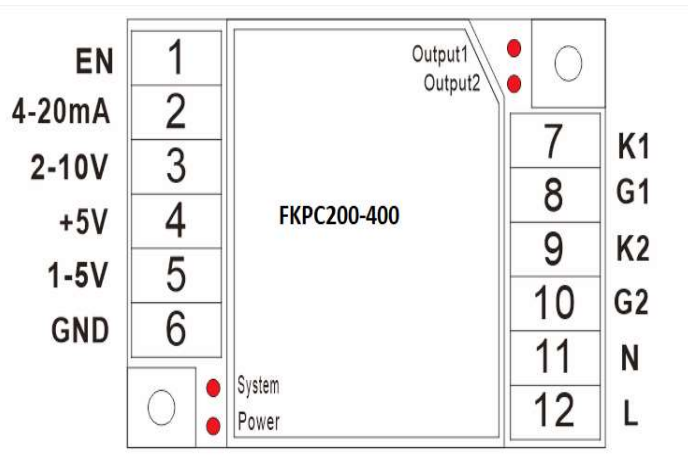 EN 1
4-20mA 2
2-10V 3
+5V 4
1-5V 5
GND 6
Output1
Output2
FKPC200-400
System
Power
7 K1
8 G1
9 K2
10 G2
11 N
12 L